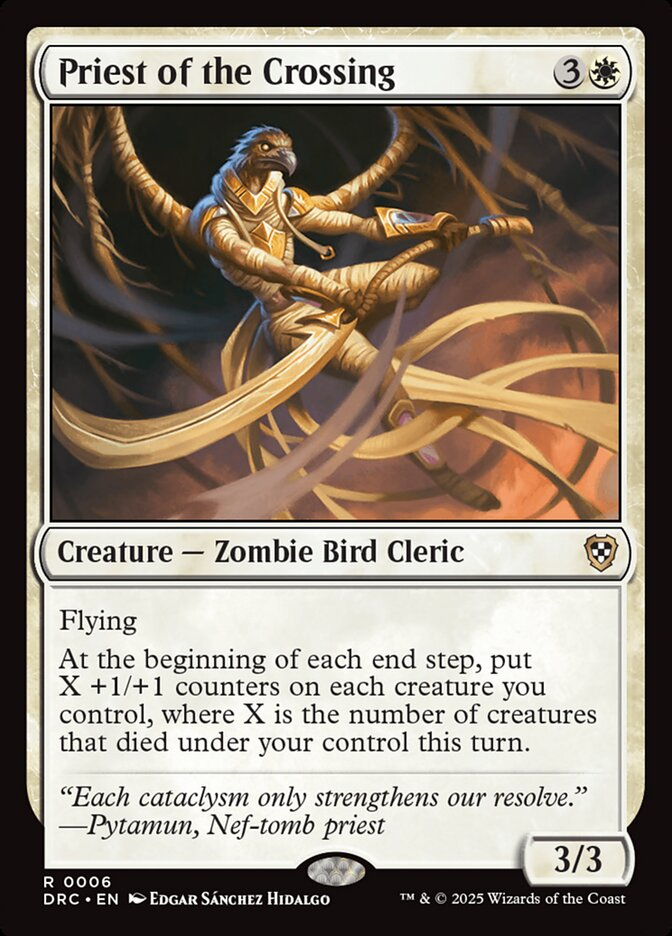 Priest of the Crossing 3
Creature — Zombie Bird Cleric
Flying
At the beginning of each end step, put
X +1/+1 counters on each creature you
control, where X is the number of creatures
that died under your control this turn.
“Each cataclysm only strengthens our resolve.”
—Pytamun, Nef-tomb priest
3/3
R 0006
DRC • EN Edgar Sánchez Hidalgo ™ & © 2025 Wizards of the Coast